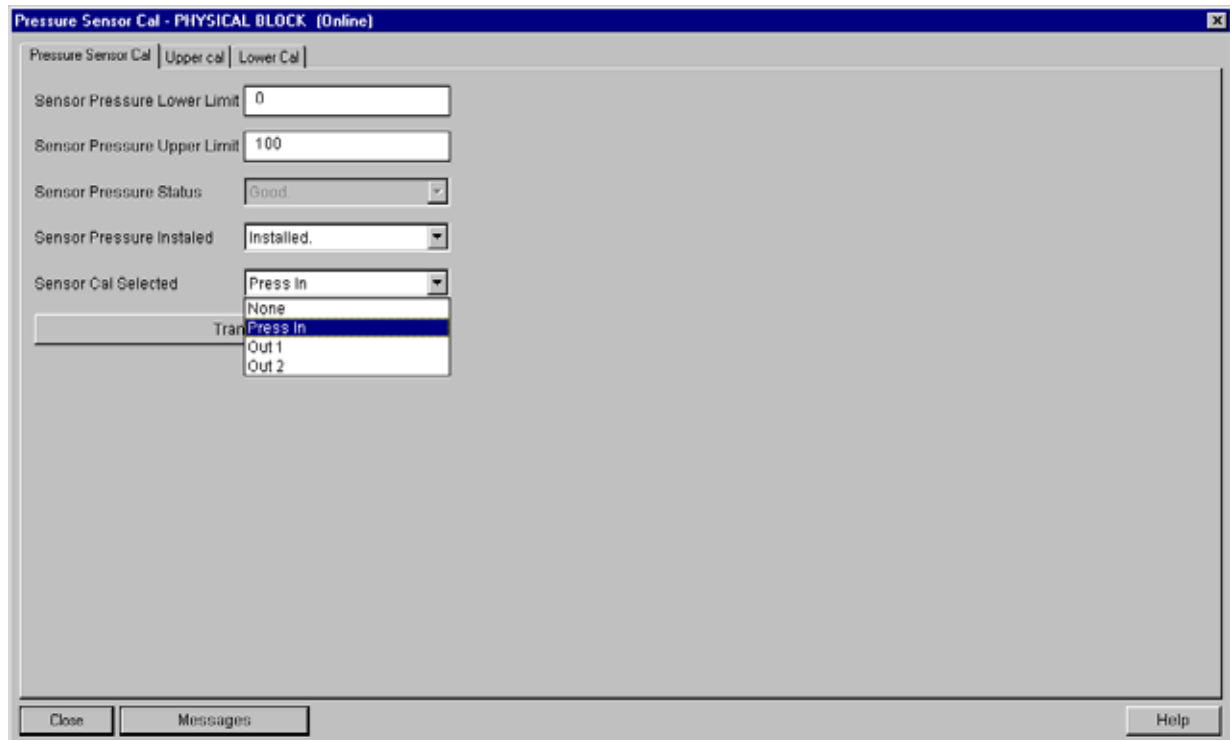 Pressure Sensor Cal - PHYSICAL BLOCK (Online)
Pressure Sensor Cal Upper cal Lower Cal
Sensor Pressure Lower Limit 0
Sensor Pressure Upper Limit 100
Sensor Pressure Status Good.
Sensor Pressure Instaled Installed.
Sensor Cal Selected Press In
None
Tran Press In
Out 1
Out 2
Close Messages Help